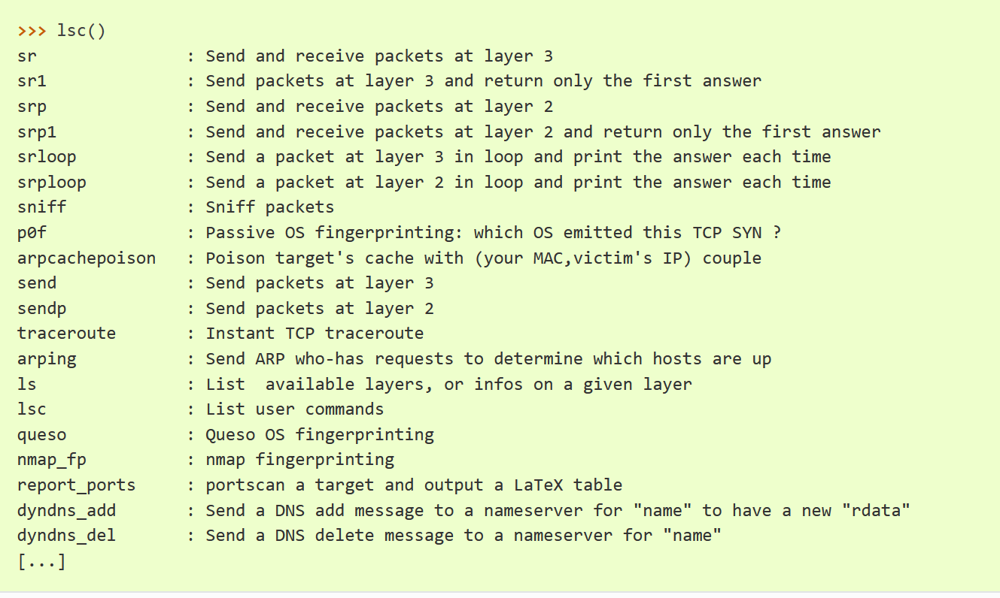 >>> lsc()
sr               : Send and receive packets at layer 3
sr1              : Send packets at layer 3 and return only the first answer
srp              : Send and receive packets at layer 2
srp1             : Send and receive packets at layer 2 and return only the first answer
srloop           : Send a packet at layer 3 in loop and print the answer each time
srploop          : Send a packet at layer 2 in loop and print the answer each time
sniff            : Sniff packets
p0f              : Passive OS fingerprinting: which OS emitted this TCP SYN ?
arpcachepoison   : Poison target's cache with (your MAC,victim's IP) couple
send             : Send packets at layer 3
sendp            : Send packets at layer 2
traceroute       : Instant TCP traceroute
arping           : Send ARP who-has requests to determine which hosts are up
ls               : List  available layers, or infos on a given layer
lsc              : List user commands
queso            : Queso OS fingerprinting
nmap_fp          : nmap fingerprinting
report_ports     : portscan a target and output a LaTeX table
dyndns_add       : Send a DNS add message to a nameserver for "name" to have a new "rdata"
dyndns_del       : Send a DNS delete message to a nameserver for "name"
[...]